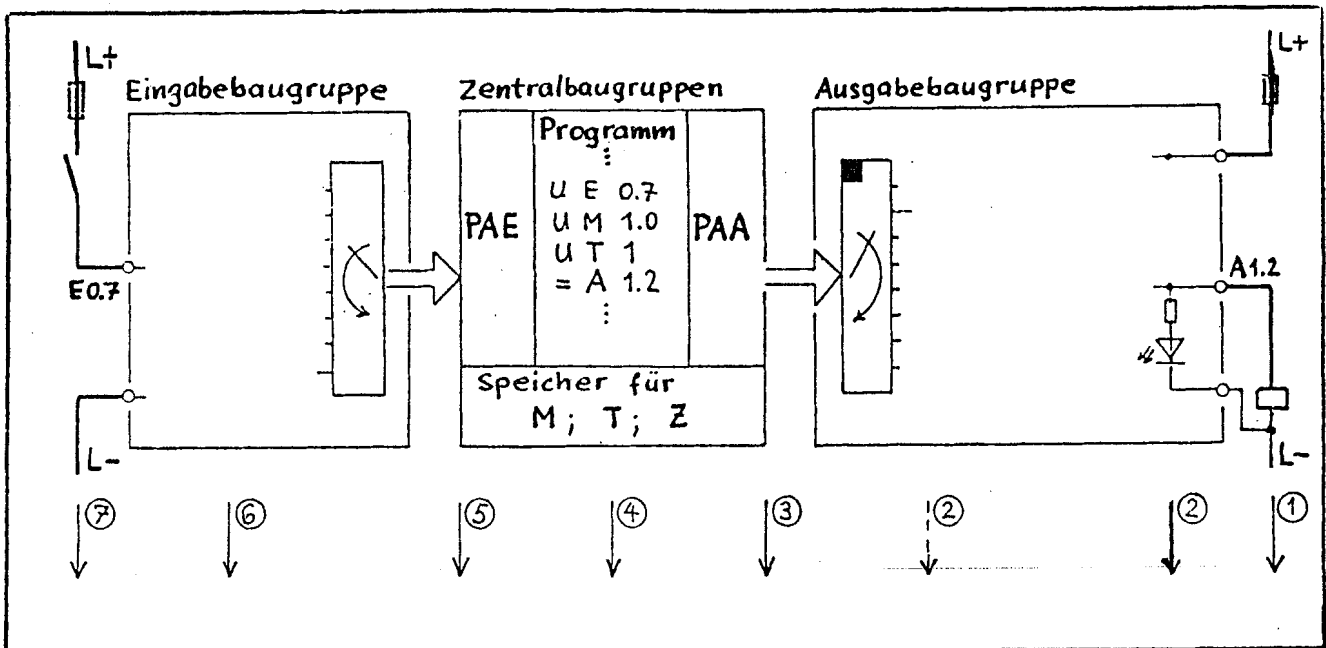 L+
L+
Eingabebaugruppe
Zentralbaugruppen
Ausgabebaugruppe
Programm
⋮
U E 0.7
U M 1.0
U T 1
= A 1.2
⋮
PAE
PAA
E0.7
A1.2
Speicher für
M; T; Z
L-
L-
⑦ ⑥ ⑤ ④ ③ ② ② ①